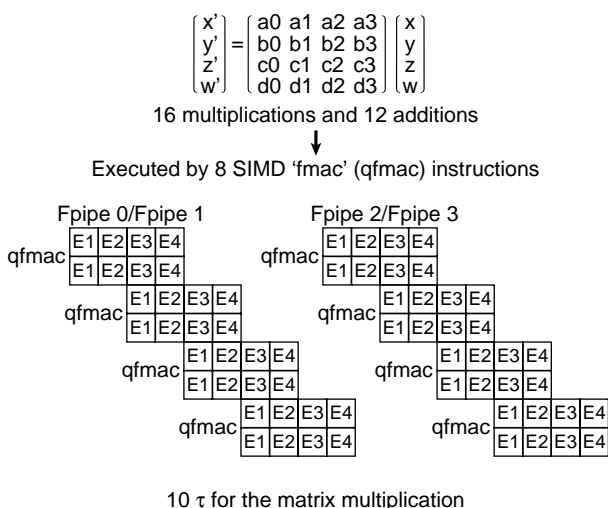 x' a0 a1 a2 a3 x
y' = b0 b1 b2 b3 y
z' c0 c1 c2 c3 z
w' d0 d1 d2 d3 w
16 multiplications and 12 additions
Executed by 8 SIMD ‘fmac’ (qfmac) instructions
Fpipe 0/Fpipe 1 Fpipe 2/Fpipe 3
qfmac E1 E2 E3 E4 qfmac E1 E2 E3 E4
E1 E2 E3 E4 E1 E2 E3 E4
qfmac E1 E2 E3 E4 qfmac E1 E2 E3 E4
E1 E2 E3 E4 E1 E2 E3 E4
qfmac E1 E2 E3 E4 qfmac E1 E2 E3 E4
E1 E2 E3 E4 E1 E2 E3 E4
qfmac E1 E2 E3 E4 qfmac E1 E2 E3 E4
E1 E2 E3 E4 E1 E2 E3 E4
10 τ for the matrix multiplication